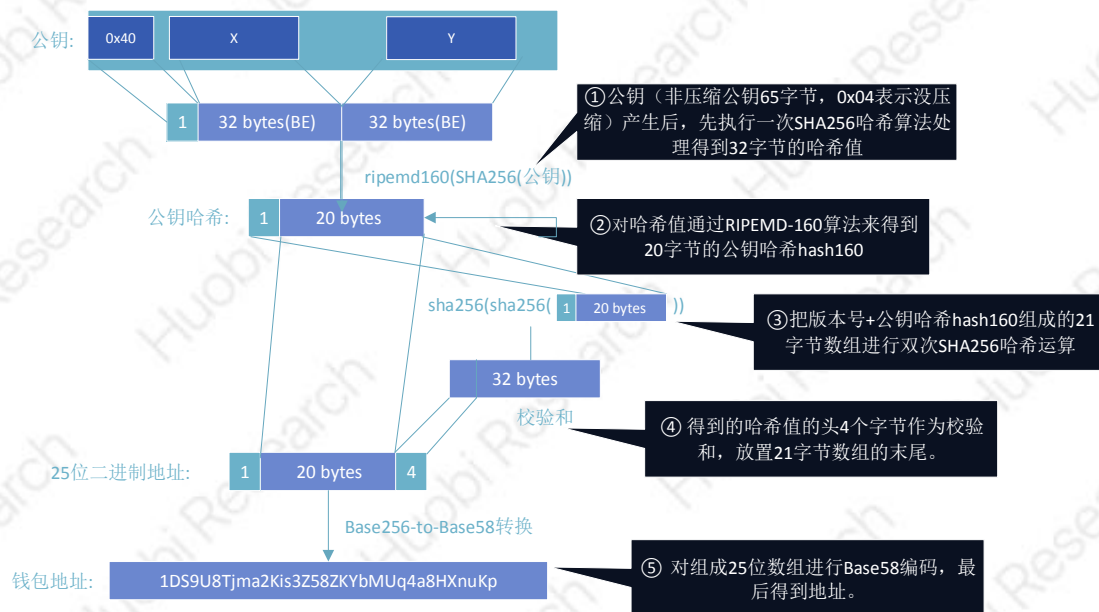 公钥:
0x40
X
Y
1
32 bytes(BE)
32 bytes(BE)
①公钥（非压缩公钥65字节，0x04表示没压
缩）产生后，先执行一次SHA256哈希算法处
理得到32字节的哈希值
ripemd160(SHA256(公钥))
公钥哈希:
1
20 bytes
②对哈希值通过RIPEMD-160算法来得到
20字节的公钥哈希hash160
sha256(sha256(
1
20 bytes
))
③把版本号+公钥哈希hash160组成的21
字节数组进行双次SHA256哈希运算
32 bytes
校验和
④ 得到的哈希值的头4个字节作为校验
和，放置21字节数组的末尾。
25位二进制地址:
1
20 bytes
4
Base256-to-Base58转换
钱包地址:
1DS9U8Tjma2Kis3Z58ZKYbMUq4a8HXnuKp
⑤ 对组成25位数组进行Base58编码，最
后得到地址。
Huobi Research